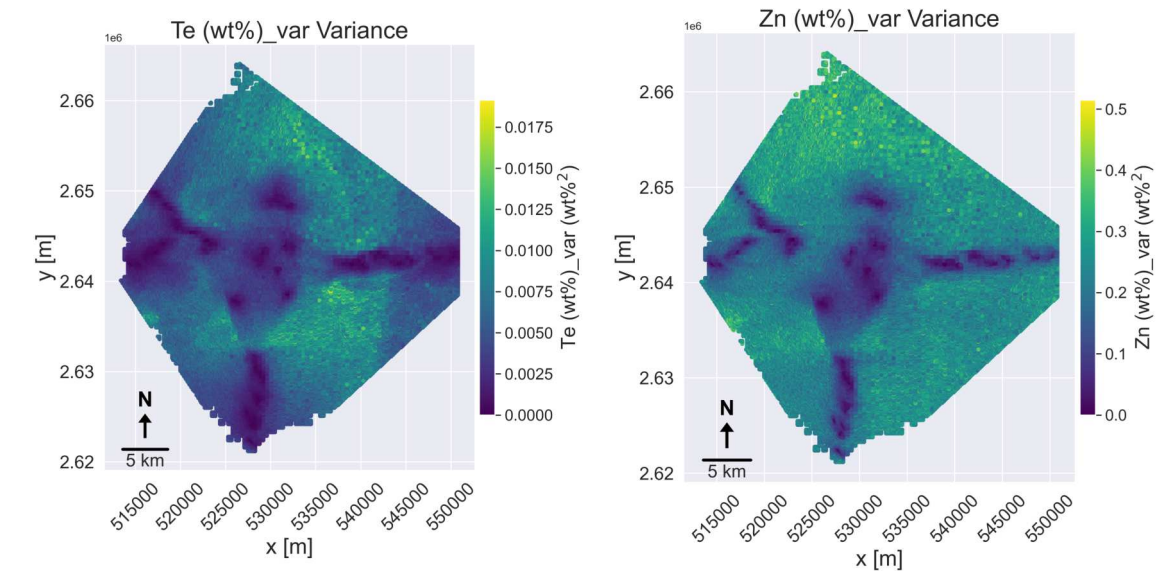 Te (wt%)_var Variance
1e6
2.66
2.65
2.64
2.63
2.62
y [m]
N
5 km
515000
520000
525000
530000
535000
540000
545000
550000
x [m]
0.0175
0.0150
0.0125
0.0100
0.0075
0.0050
0.0025
0.0000
Te (wt%)_var (wt%²)
Zn (wt%)_var Variance
1e6
2.66
2.65
2.64
2.63
2.62
y [m]
N
5 km
515000
520000
525000
530000
535000
540000
545000
550000
x [m]
0.5
0.4
0.3
0.2
0.1
0.0
Zn (wt%)_var (wt%²)